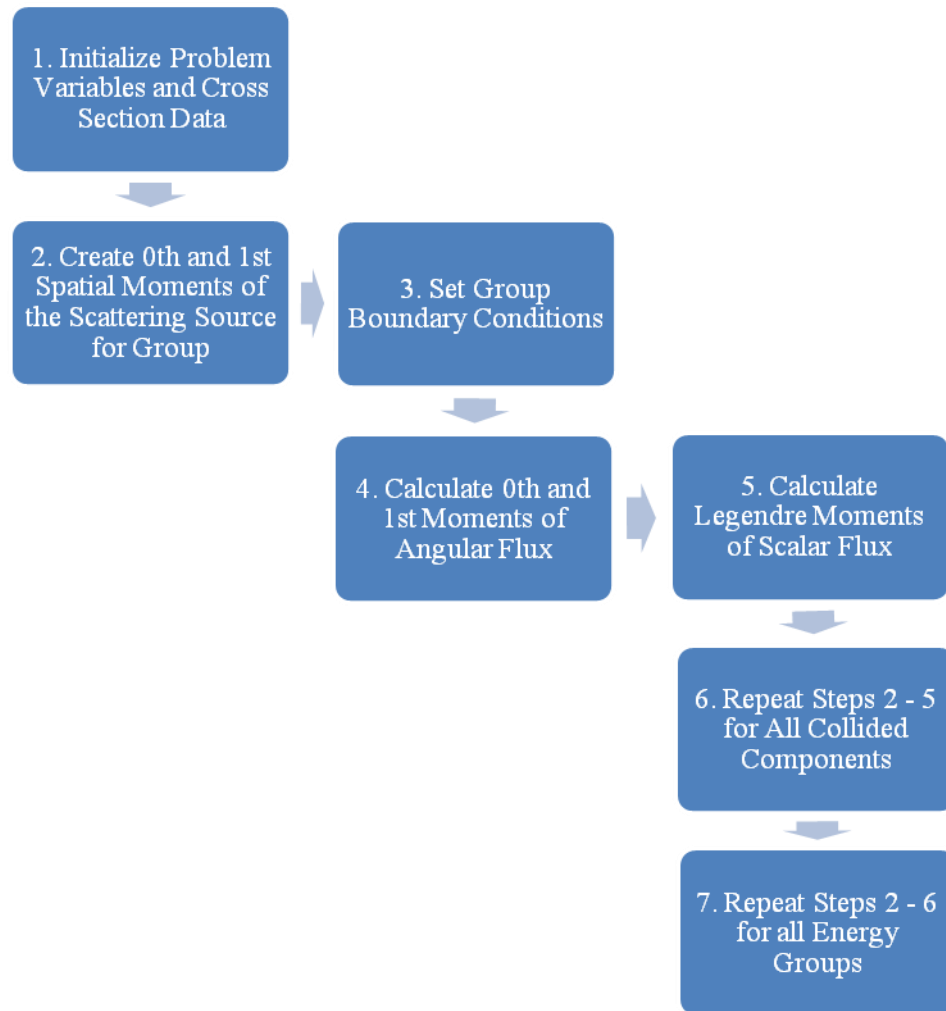 1. Initialize Problem
Variables and Cross
Section Data
2. Create 0th and 1st
Spatial Moments of
the Scattering Source
for Group
3. Set Group
Boundary Conditions
4. Calculate 0th and
1st Moments of
Angular Flux
5. Calculate
Legendre Moments
of Scalar Flux
6. Repeat Steps 2 - 5
for All Collided
Components
7. Repeat Steps 2 - 6
for all Energy
Groups